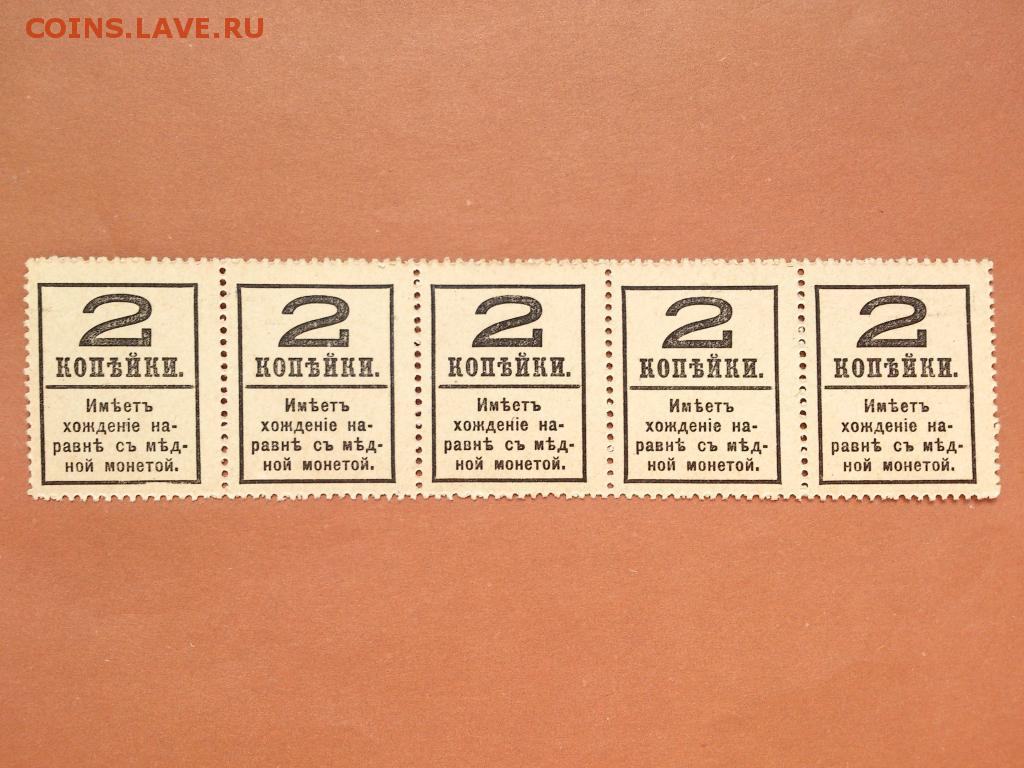 COINS.LAVE.RU
2
КОПѢЙКИ.
Имѣетъ
хожденіе на-
равнѣ съ мѣд-
ной монетой.
2
КОПѢЙКИ.
Имѣетъ
хожденіе на-
равнѣ съ мѣд-
ной монетой.
2
КОПѢЙКИ.
Имѣетъ
хожденіе на-
равнѣ съ мѣд-
ной монетой.
2
КОПѢЙКИ.
Имѣетъ
хожденіе на-
равнѣ съ мѣд-
ной монетой.
2
КОПѢЙКИ.
Имѣетъ
хожденіе на-
равнѣ съ мѣд-
ной монетой.